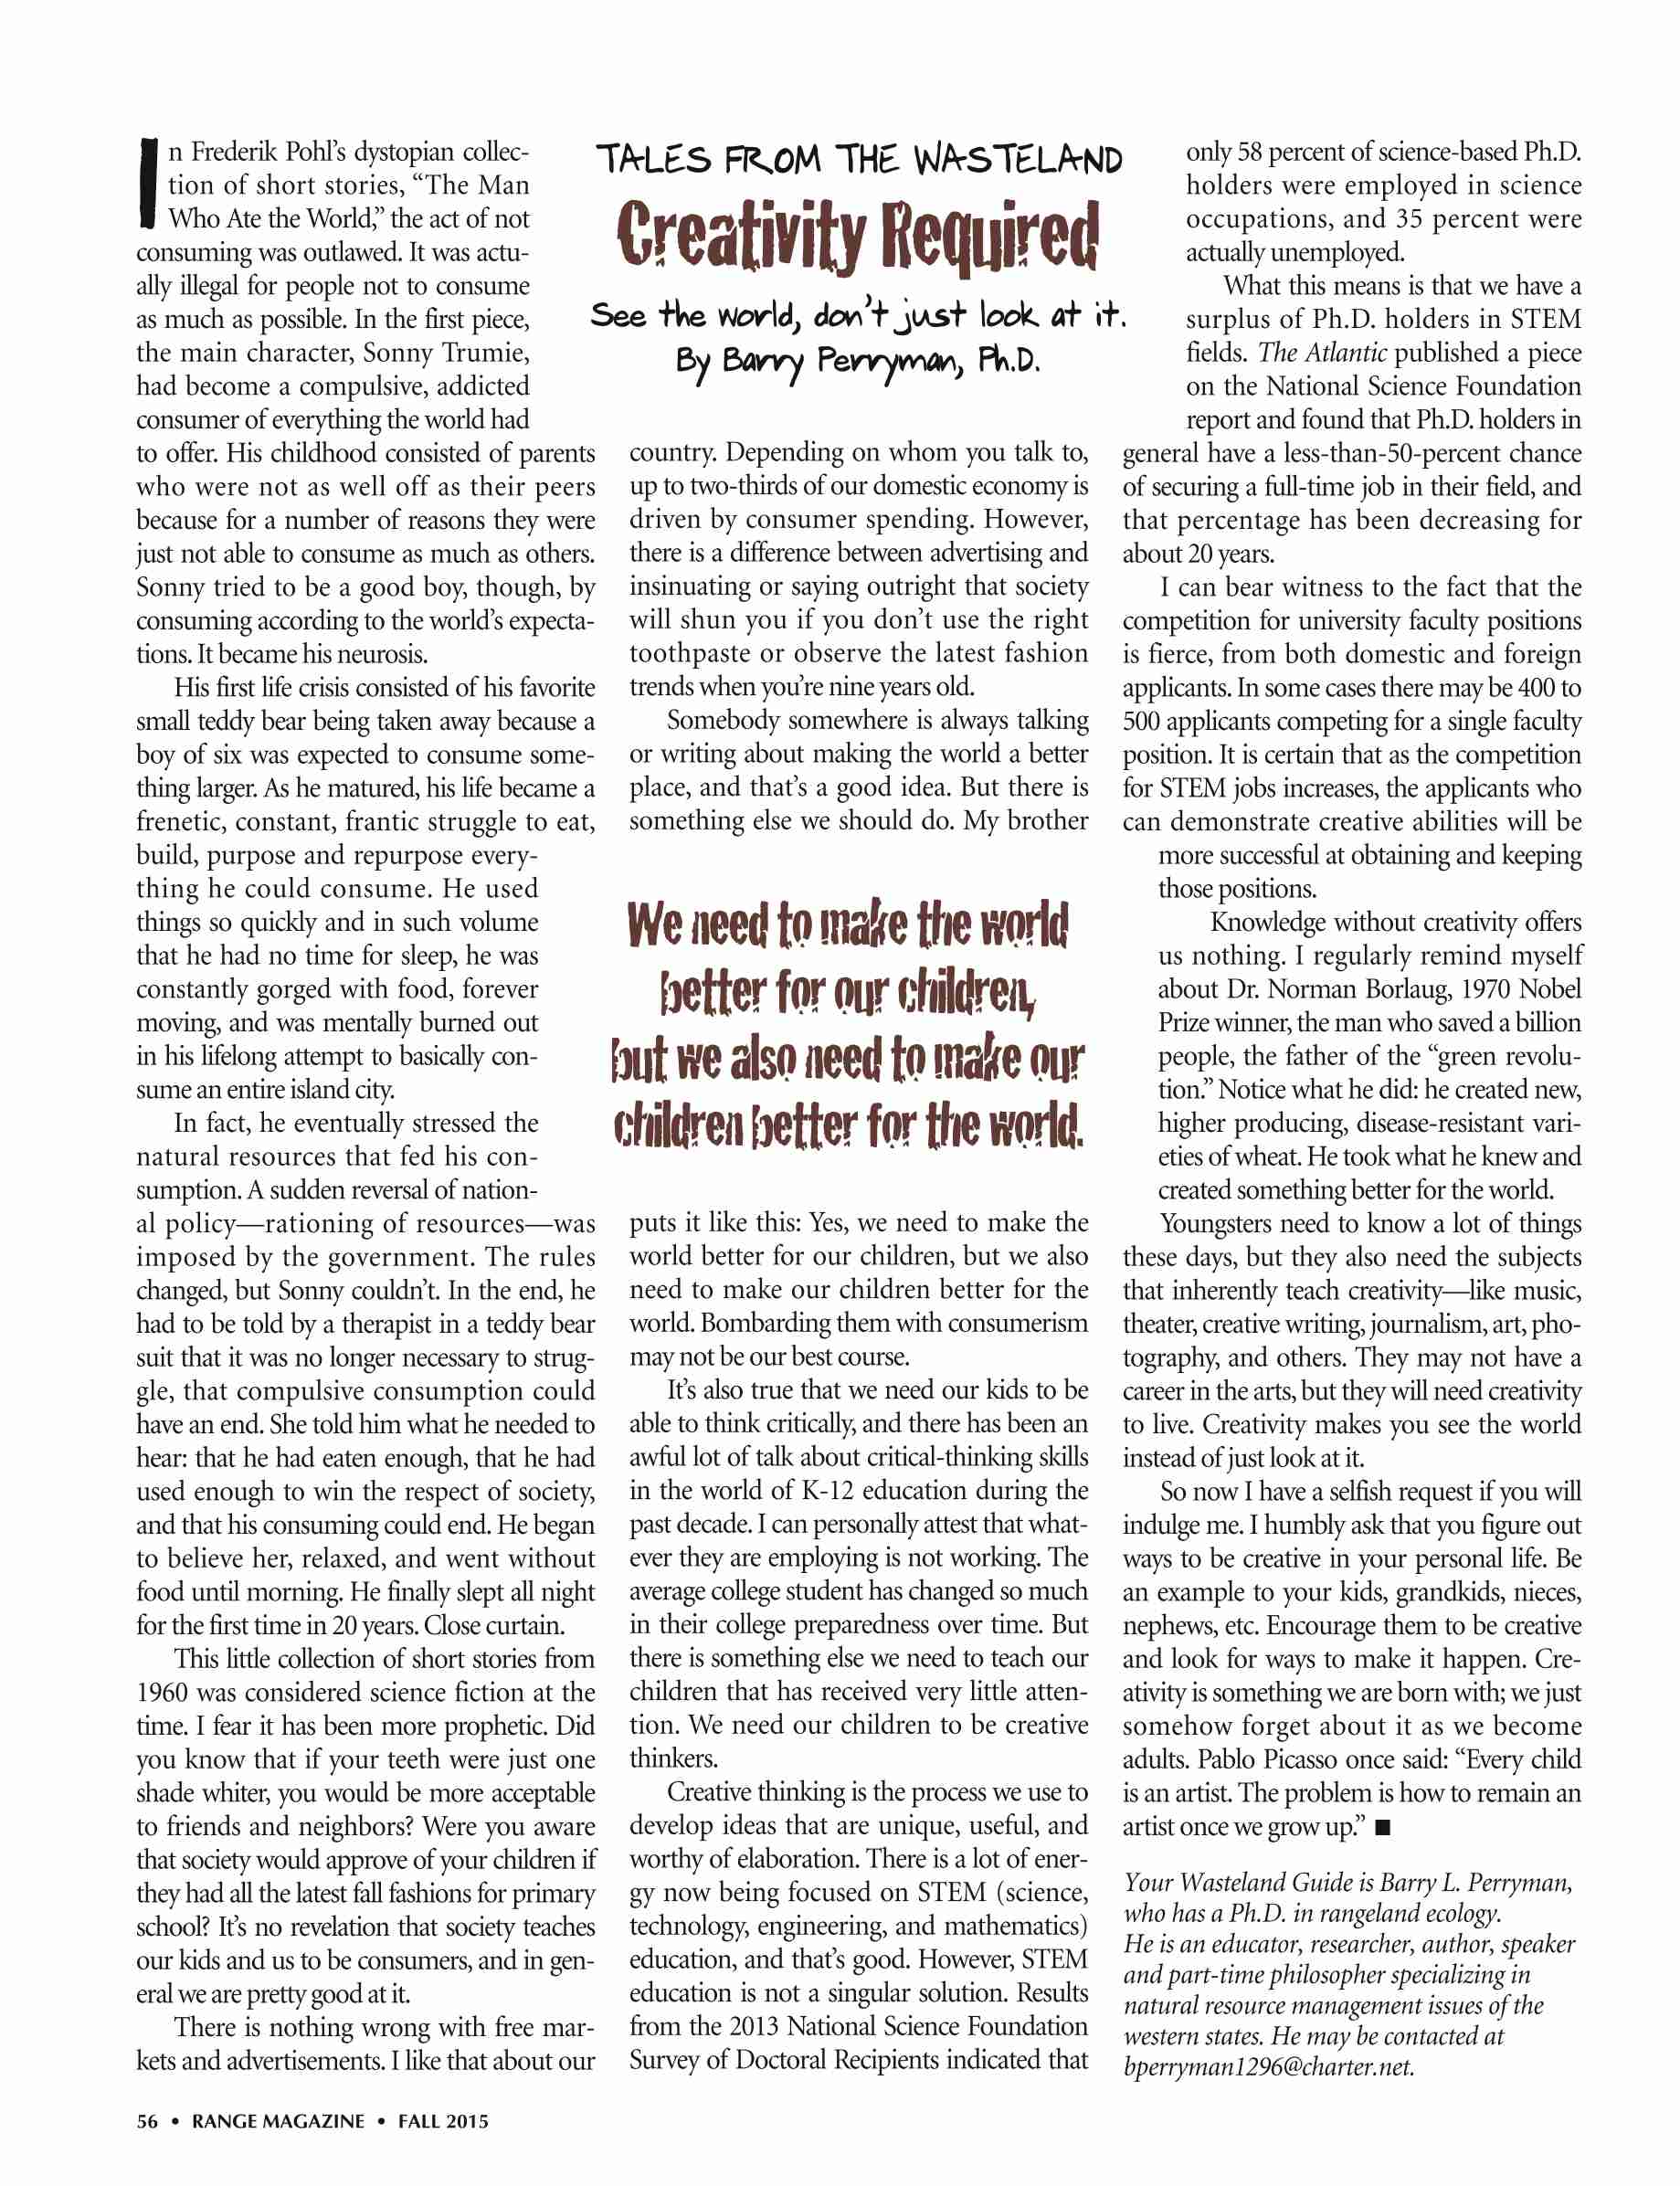 TALES FROM THE WASTELAND
Creativity Required
See the world, don't just look at it.
By Barry Perryman, Ph.D.
In Frederik Pohl's dystopian collec-
tion of short stories, “The Man
Who Ate the World,” the act of not
consuming was outlawed. It was actu-
ally illegal for people not to consume
as much as possible. In the first piece,
the main character, Sonny Trumie,
had become a compulsive, addicted
consumer of everything the world had
to offer. His childhood consisted of parents
who were not as well off as their peers
because for a number of reasons they were
just not able to consume as much as others.
Sonny tried to be a good boy, though, by
consuming according to the world's expecta-
tions. It became his neurosis.
His first life crisis consisted of his favorite
small teddy bear being taken away because a
boy of six was expected to consume some-
thing larger. As he matured, his life became a
frenetic, constant, frantic struggle to eat,
build, purpose and repurpose every-
thing he could consume. He used
things so quickly and in such volume
that he had no time for sleep, he was
constantly gorged with food, forever
moving, and was mentally burned out
in his lifelong attempt to basically con-
sume an entire island city.
In fact, he eventually stressed the
natural resources that fed his con-
sumption. A sudden reversal of nation-
al policy—rationing of resources—was
imposed by the government. The rules
changed, but Sonny couldn't. In the end, he
had to be told by a therapist in a teddy bear
suit that it was no longer necessary to strug-
gle, that compulsive consumption could
have an end. She told him what he needed to
hear: that he had eaten enough, that he had
used enough to win the respect of society,
and that his consuming could end. He began
to believe her, relaxed, and went without
food until morning. He finally slept all night
for the first time in 20 years. Close curtain.
This little collection of short stories from
1960 was considered science fiction at the
time. I fear it has been more prophetic. Did
you know that if your teeth were just one
shade whiter, you would be more acceptable
to friends and neighbors? Were you aware
that society would approve of your children if
they had all the latest fall fashions for primary
school? It's no revelation that society teaches
our kids and us to be consumers, and in gen-
eral we are pretty good at it.
There is nothing wrong with free mar-
kets and advertisements. I like that about our
country. Depending on whom you talk to,
up to two-thirds of our domestic economy is
driven by consumer spending. However,
there is a difference between advertising and
insinuating or saying outright that society
will shun you if you don't use the right
toothpaste or observe the latest fashion
trends when you're nine years old.
Somebody somewhere is always talking
or writing about making the world a better
place, and that's a good idea. But there is
something else we should do. My brother
We need to make the world
better for our children,
but we also need to make our
children better for the world.
puts it like this: Yes, we need to make the
world better for our children, but we also
need to make our children better for the
world. Bombarding them with consumerism
may not be our best course.
It's also true that we need our kids to be
able to think critically, and there has been an
awful lot of talk about critical-thinking skills
in the world of K-12 education during the
past decade. I can personally attest that what-
ever they are employing is not working. The
average college student has changed so much
in their college preparedness over time. But
there is something else we need to teach our
children that has received very little atten-
tion. We need our children to be creative
thinkers.
Creative thinking is the process we use to
develop ideas that are unique, useful, and
worthy of elaboration. There is a lot of ener-
gy now being focused on STEM (science,
technology, engineering, and mathematics)
education, and that's good. However, STEM
education is not a singular solution. Results
from the 2013 National Science Foundation
Survey of Doctoral Recipients indicated that
only 58 percent of science-based Ph.D.
holders were employed in science
occupations, and 35 percent were
actually unemployed.
What this means is that we have a
surplus of Ph.D. holders in STEM
fields. The Atlantic published a piece
on the National Science Foundation
report and found that Ph.D. holders in
general have a less-than-50-percent chance
of securing a full-time job in their field, and
that percentage has been decreasing for
about 20 years.
I can bear witness to the fact that the
competition for university faculty positions
is fierce, from both domestic and foreign
applicants. In some cases there may be 400 to
500 applicants competing for a single faculty
position. It is certain that as the competition
for STEM jobs increases, the applicants who
can demonstrate creative abilities will be
more successful at obtaining and keeping
those positions.
Knowledge without creativity offers
us nothing. I regularly remind myself
about Dr. Norman Borlaug, 1970 Nobel
Prize winner, the man who saved a billion
people, the father of the “green revolu-
tion.” Notice what he did: he created new,
higher producing, disease-resistant vari-
eties of wheat. He took what he knew and
created something better for the world.
Youngsters need to know a lot of things
these days, but they also need the subjects
that inherently teach creativity—like music,
theater, creative writing, journalism, art, pho-
tography, and others. They may not have a
career in the arts, but they will need creativity
to live. Creativity makes you see the world
instead of just look at it.
So now I have a selfish request if you will
indulge me. I humbly ask that you figure out
ways to be creative in your personal life. Be
an example to your kids, grandkids, nieces,
nephews, etc. Encourage them to be creative
and look for ways to make it happen. Cre-
ativity is something we are born with; we just
somehow forget about it as we become
adults. Pablo Picasso once said: “Every child
is an artist. The problem is how to remain an
artist once we grow up.” ■
Your Wasteland Guide is Barry L. Perryman,
who has a Ph.D. in rangeland ecology.
He is an educator, researcher, author, speaker
and part-time philosopher specializing in
natural resource management issues of the
western states. He may be contacted at
bperryman1296@charter.net.
56 • RANGE MAGAZINE • FALL 2015